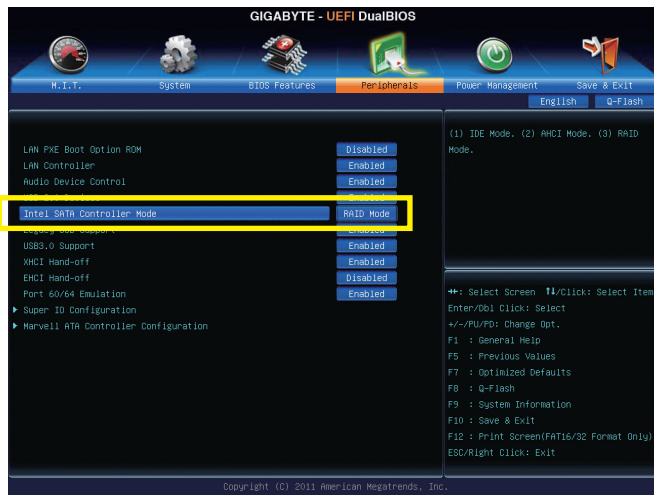 GIGABYTE - UEFI DualBIOS
M.I.T. System BIOS Features Peripherals Power Management Save & Exit
English Q-Flash
(1) IDE Mode. (2) AHCI Mode. (3) RAID
Mode.
LAN PXE Boot Option ROM Disabled
LAN Controller Enabled
Audio Device Control Enabled
Enabled
Intel SATA Controller Mode RAID Mode
Legacy USB Support Enabled
USB3.0 Support Enabled
XHCI Hand-off Enabled
EHCI Hand-off Disabled
Port 60/64 Emulation Enabled
Super IO Configuration
Marvell ATA Controller Configuration
→←: Select Screen ↑↓/Click: Select Item
Enter/Dbl Click: Select
+/-/PU/PD: Change Opt.
F1 : General Help
F5 : Previous Values
F7 : Optimized Defaults
F8 : Q-Flash
F9 : System Information
F10 : Save & Exit
F12 : Print Screen(FAT16/32 Format Only)
ESC/Right Click: Exit
Copyright (C) 2011 American Megatrends, Inc.